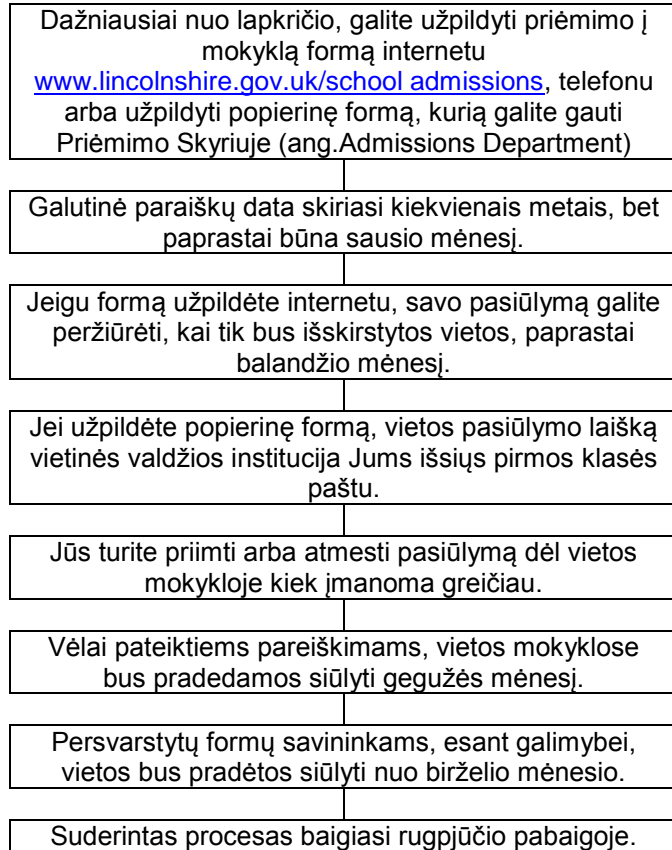 Dažniausiai nuo lapkričio, galite užpildyti priėmimo į
mokyklą formą internetu
www.lincolnshire.gov.uk/school admissions, telefonu
arba užpildyti popierinę formą, kurią galite gauti
Priėmimo Skyriuje (ang.Admissions Department)
Galutinė paraiškų data skiriasi kiekvienais metais, bet
paprastai būna sausio mėnesį.
Jeigu formą užpildėte internetu, savo pasiūlymą galite
peržiūrėti, kai tik bus išskirstytos vietos, paprastai
balandžio mėnesį.
Jei užpildėte popierinę formą, vietos pasiūlymo laišką
vietinės valdžios institucija Jums išsiųs pirmos klasės
paštu.
Jūs turite priimti arba atmesti pasiūlymą dėl vietos
mokykloje kiek įmanoma greičiau.
Vėlai pateiktiems pareiškimams, vietos mokyklose
bus pradedamos siūlyti gegužės mėnesį.
Persvarstytų formų savininkams, esant galimybei,
vietos bus pradėtos siūlyti nuo birželio mėnesio.
Suderintas procesas baigiasi rugpjūčio pabaigoje.